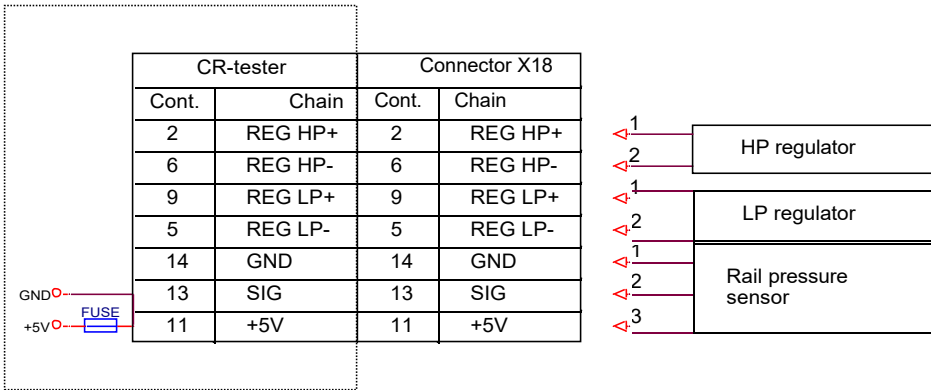 CR-tester Connector X18
Cont. Chain Cont. Chain
2 REG HP+ 2 REG HP+ 1
HP regulator
6 REG HP- 6 REG HP- 2
9 REG LP+ 9 REG LP+ 1
LP regulator
5 REG LP- 5 REG LP- 2
14 GND 14 GND 1
Rail pressure
GND 13 SIG 13 SIG 2
sensor
FUSE
+5V 11 +5V 11 +5V 3